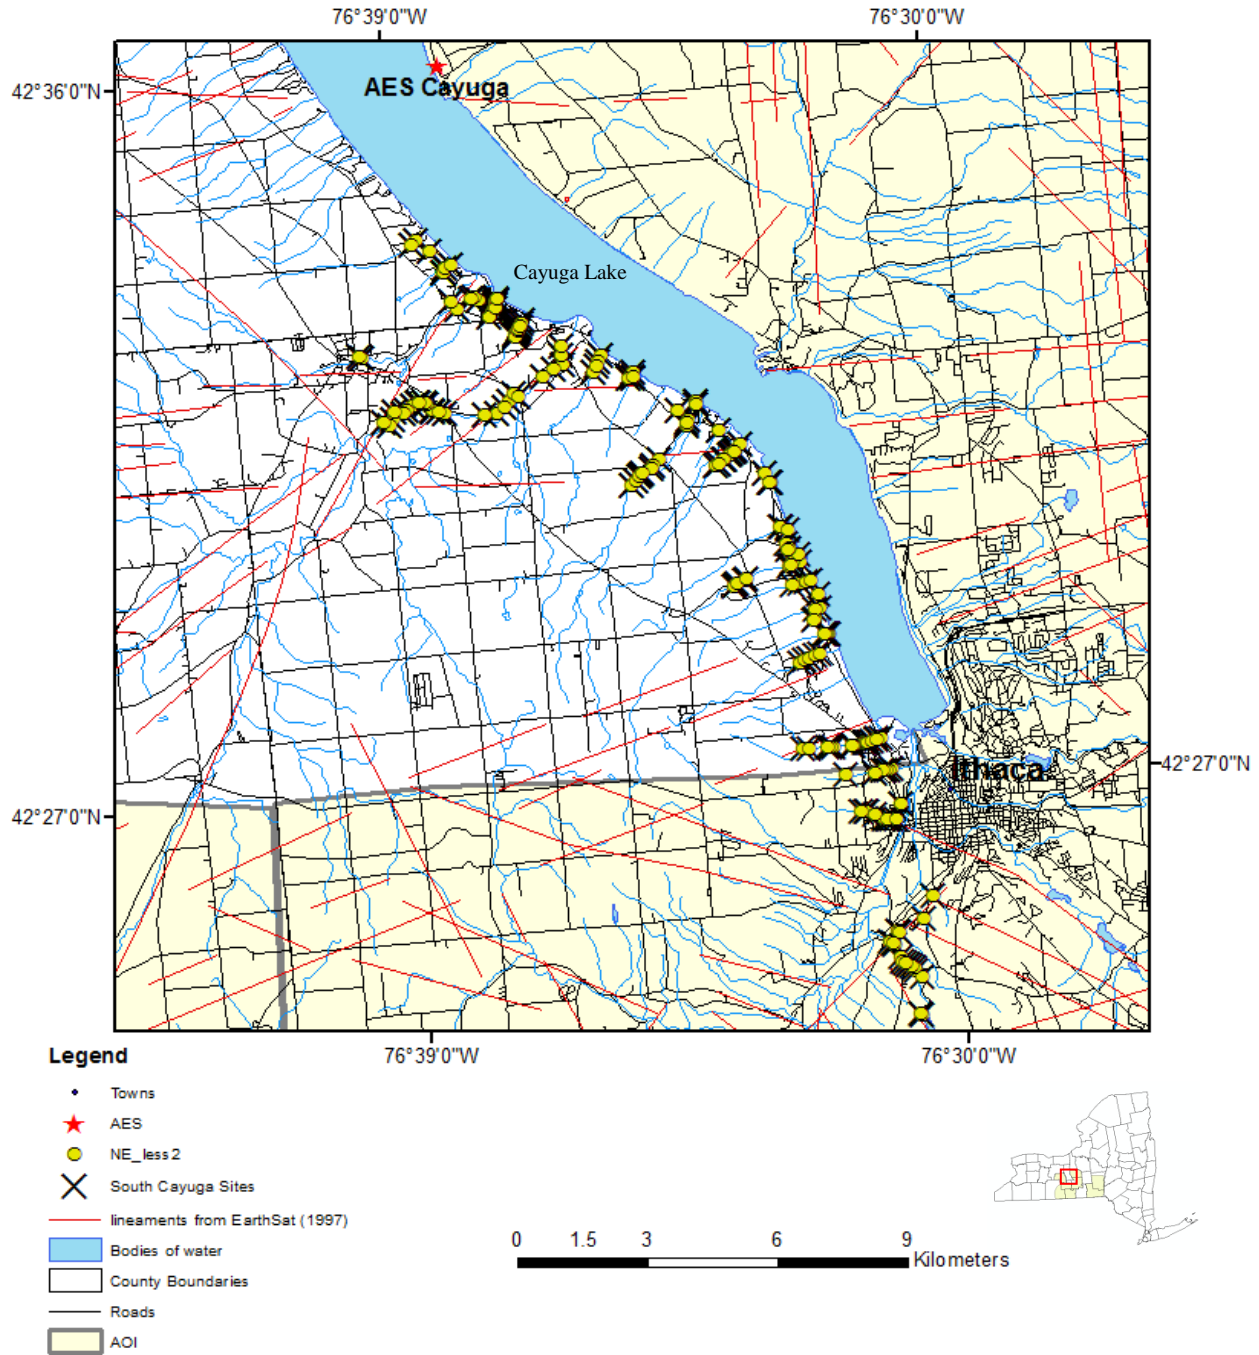 76°39'0"W
76°30'0"W
42°36'0"N
AES Cayuga
Cayuga Lake
42°27'0"N
Ithaca
42°27'0"N
76°39'0"W
76°30'0"W
Legend
Towns
AES
NE_less2
South Cayuga Sites
lineaments from EarthSat (1997)
Bodies of water
County Boundaries
Roads
AOI
0 1.5 3 6 9
Kilometers